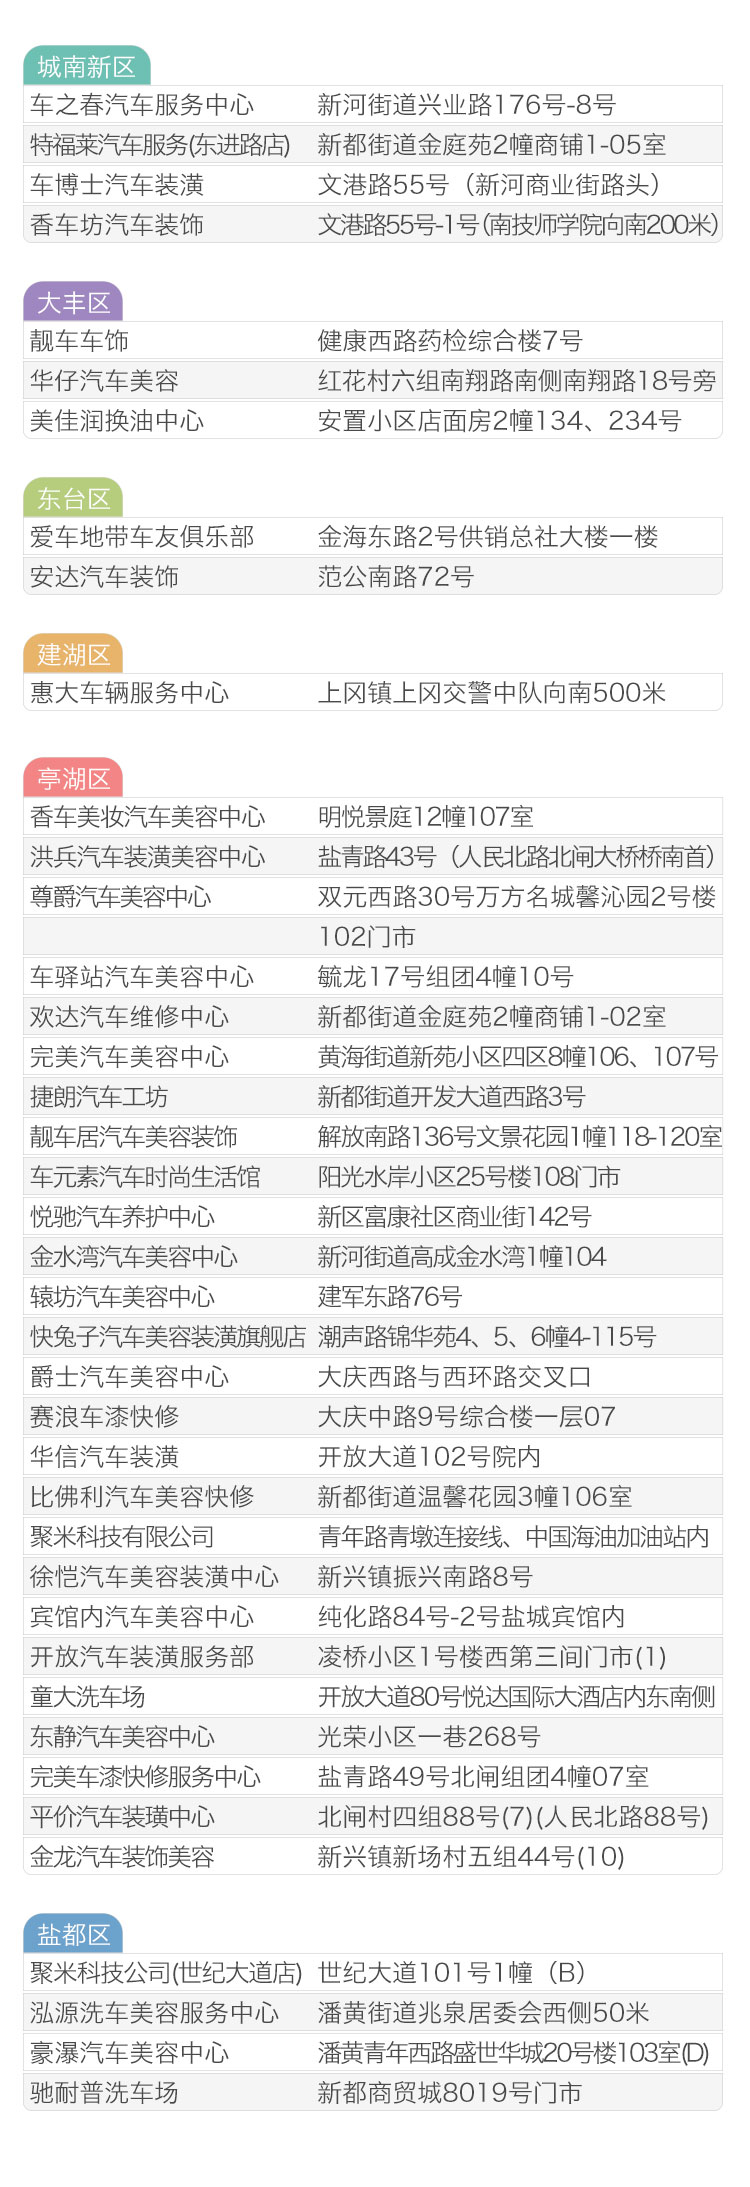 城南新区
车之春汽车服务中心 新河街道兴业路176号-8号
特福莱汽车服务(东进路店) 新都街道金庭苑2幢商铺1-05室
车博士汽车装潢 文港路55号（新河商业街路头）
香车坊汽车装饰 文港路55号-1号(南技师学院向南200米)
大丰区
靓车车饰 健康西路药检综合楼7号
华仔汽车美容 红花村六组南翔路南侧南翔路18号旁
美佳润换油中心 安置小区店面房2幢134、234号
东台区
爱车地带车友俱乐部 金海东路2号供销总社大楼一楼
安达汽车装饰 范公南路72号
建湖区
惠大车辆服务中心 上冈镇上冈交警中队向南500米
亭湖区
香车美妆汽车美容中心 明悦景庭12幢107室
洪兵汽车装潢美容中心 盐青路43号（人民北路北闸大桥桥南首）
尊爵汽车美容中心 双元西路30号万方名城馨沁园2号楼
102门市
车驿站汽车美容中心 毓龙17号组团4幢10号
欢达汽车维修中心 新都街道金庭苑2幢商铺1-02室
完美汽车美容中心 黄海街道新苑小区四区8幢106、107号
捷朗汽车工坊 新都街道开发大道西路3号
靓车居汽车美容装饰 解放南路136号文景花园1幢118-120室
车元素汽车时尚生活馆 阳光水岸小区25号楼108门市
悦驰汽车养护中心 新区富康社区商业街142号
金水湾汽车美容中心 新河街道高成金水湾1幢104
辕坊汽车美容中心 建军东路76号
快兔子汽车美容装潢旗舰店 潮声路锦华苑4、5、6幢4-115号
爵士汽车美容中心 大庆西路与西环路交叉口
赛浪车漆快修 大庆中路9号综合楼一层07
华信汽车装潢 开放大道102号院内
比佛利汽车美容快修 新都街道温馨花园3幢106室
聚米科技有限公司 青年路青墩连接线、中国海油加油站内
徐恺汽车美容装潢中心 新兴镇振兴南路8号
宾馆内汽车美容中心 纯化路84号-2号盐城宾馆内
开放汽车装潢服务部 凌桥小区1号楼西第三间门市(1)
童大洗车场 开放大道80号悦达国际大酒店内东南侧
东静汽车美容中心 光荣小区一巷268号
完美车漆快修服务中心 盐青路49号北闸组团4幢07室
平价汽车装璜中心 北闸村四组88号(7)(人民北路88号)
金龙汽车装饰美容 新兴镇新场村五组44号(10)
盐都区
聚米科技公司(世纪大道店) 世纪大道101号1幢（B）
泓源洗车美容服务中心 潘黄街道兆泉居委会西侧50米
豪瀑汽车美容中心 潘黄青年西路盛世华城20号楼103室(D)
驰耐普洗车场 新都商贸城8019号门市